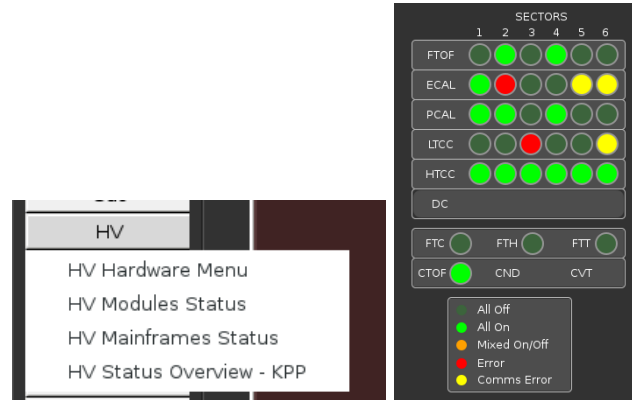 HV
HV Hardware Menu
HV Modules Status
HV Mainframes Status
HV Status Overview - KPP
SECTORS
1 2 3 4 5 6
FTOF
ECAL
PCAL
LTCC
HTCC
DC
FTC FTH FTT
CTOF CND CVT
All Off
All On
Mixed On/Off
Error
Comms Error